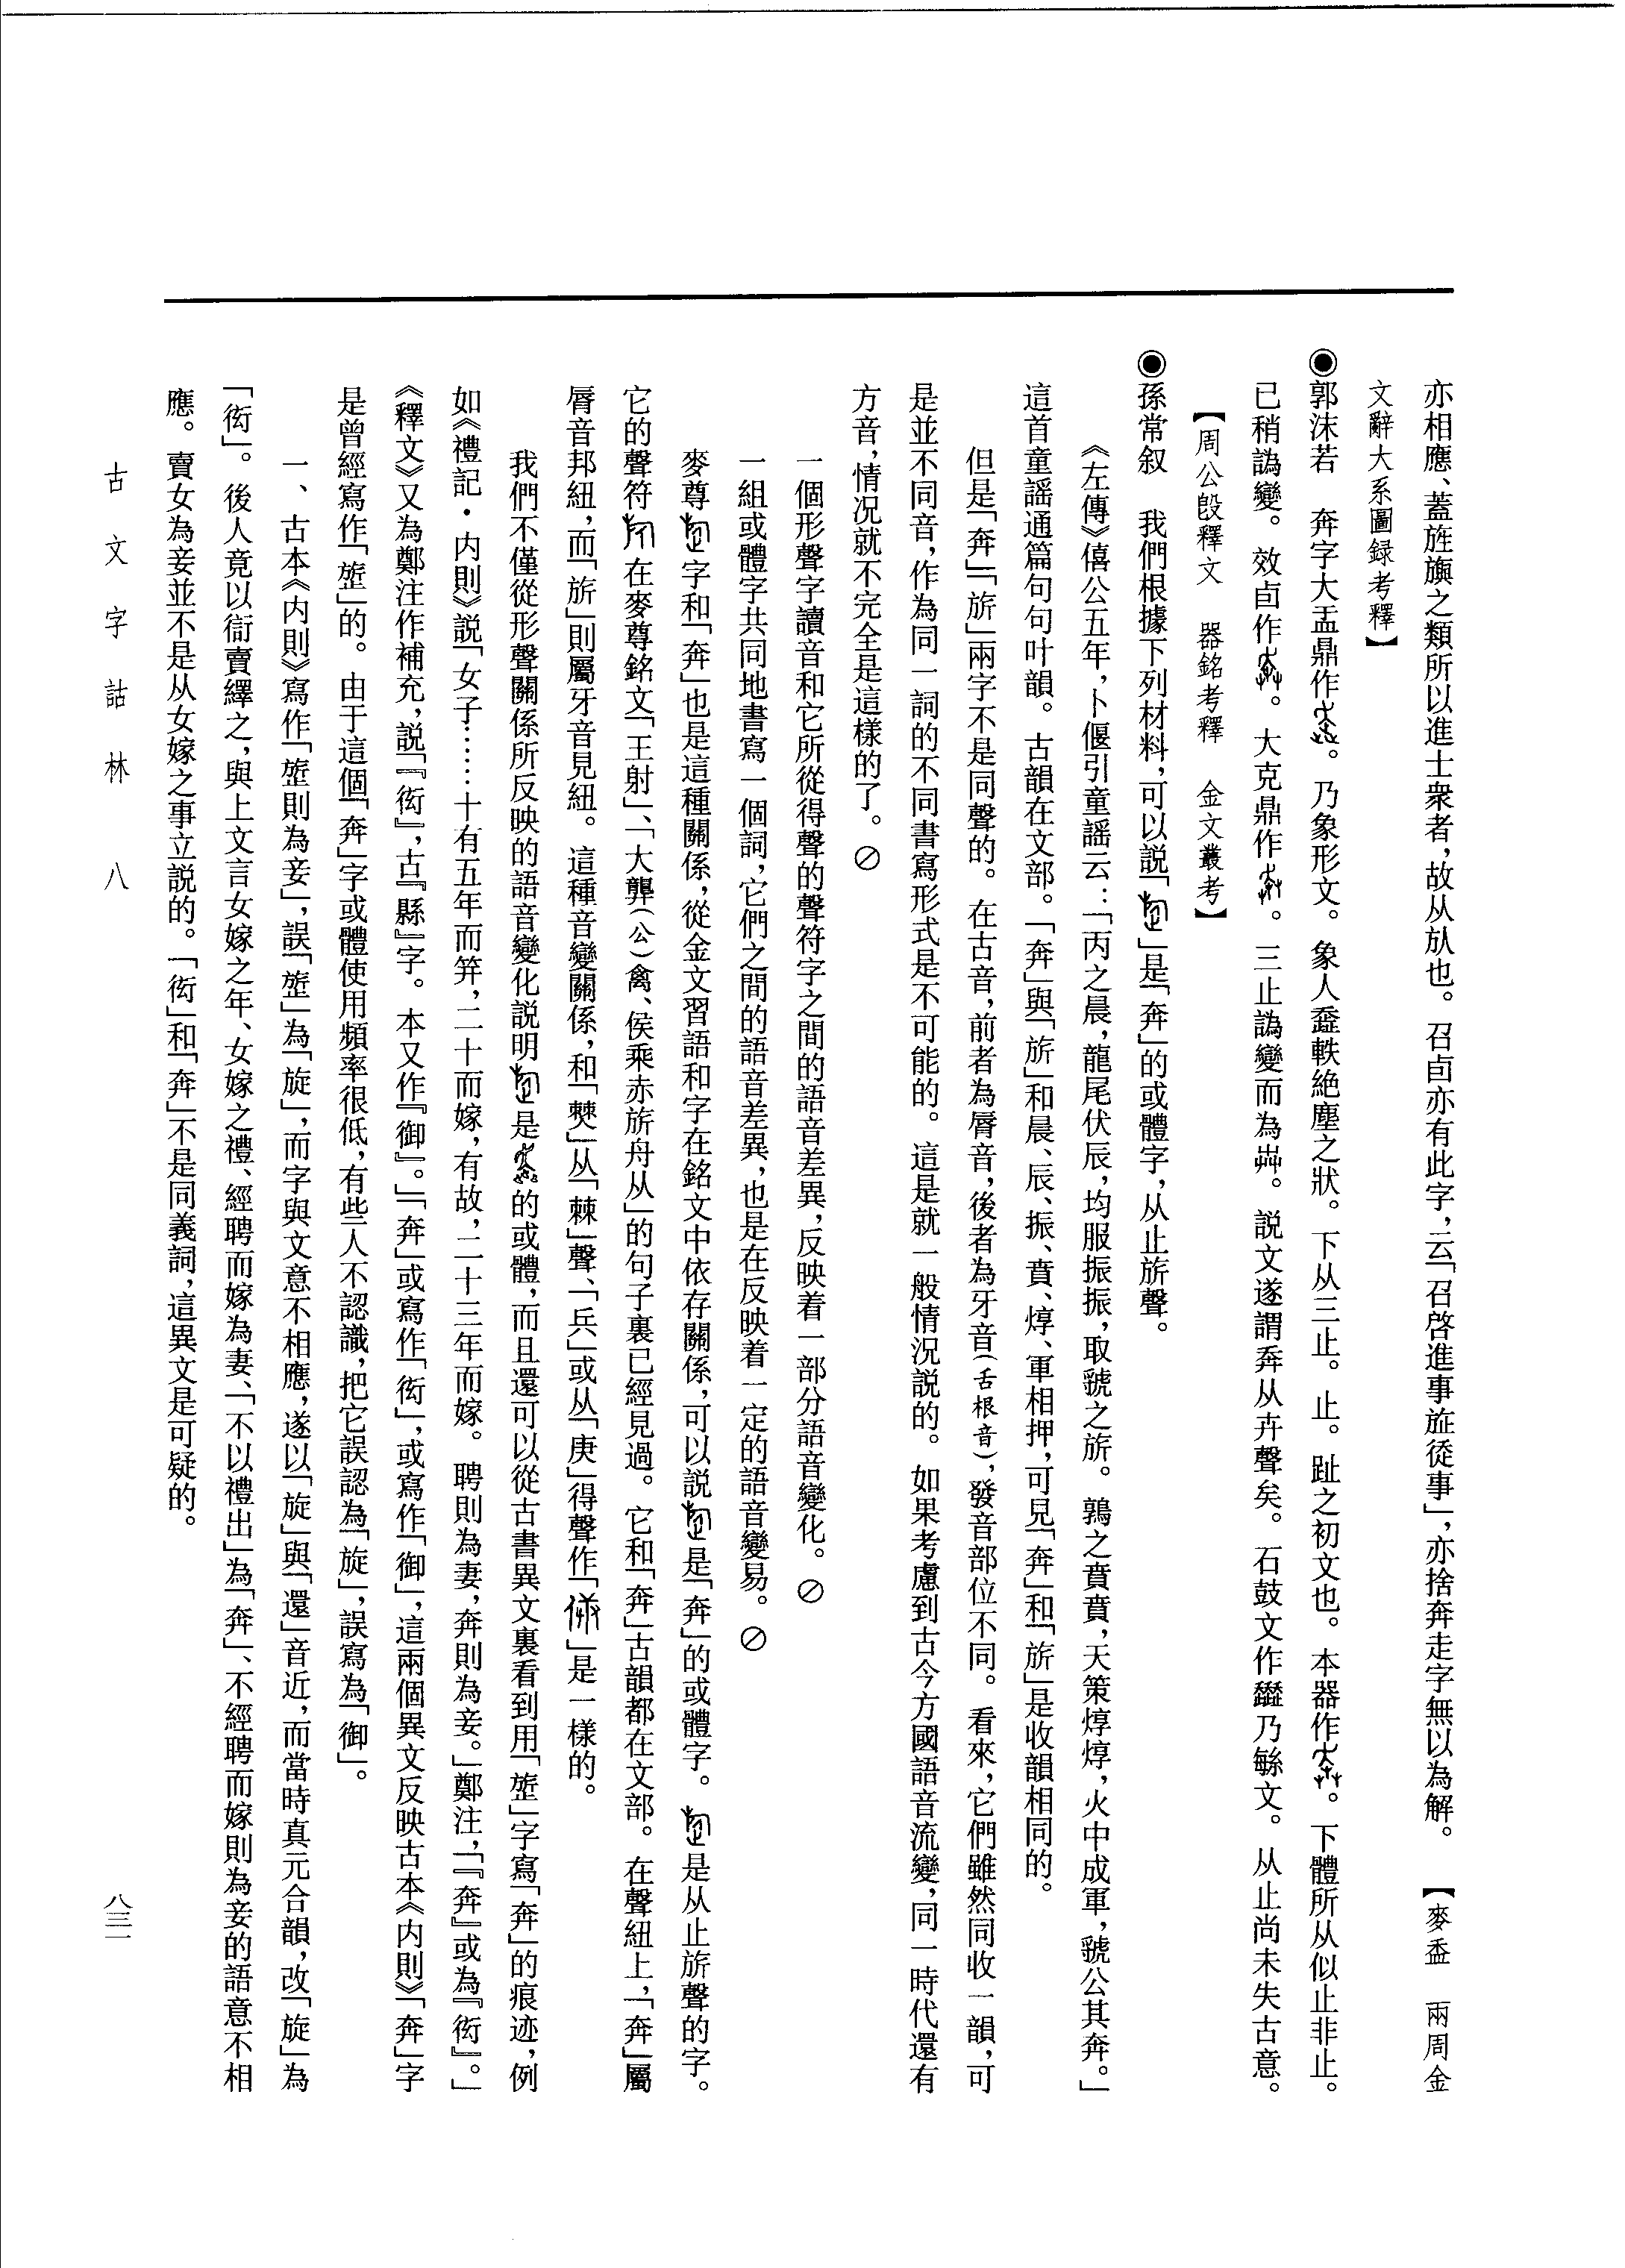 亦相應、蓋旌旟之類所以進士衆者，故从㫃也。召卣亦有此字，云「召啓進事旋徙事」，亦捨奔走字無以為解。　【麥盉　兩周金
文辭大系圖録考釋】
◉郭沫若　奔字大盂鼎作。乃象形文。象人奔軼絶塵之狀。下从三止。止。趾之初文也。本器作。下體所从似止非止。
已稍譌變。效卣作。大克鼎作。三止譌變而為芔。説文遂謂奔从卉聲矣。石鼓文作乃緐文。从止尚未失古意。
【周公𣪘釋文　器銘考釋　金文叢考】
◉孫常叙　我們根據下列材料，可以説「」是「奔」的或體字，从止旂聲。
《左傳》僖公五年，卜偃引童謡云：「丙之晨，龍尾伏辰，均服振振，取虢之旂。鶉之賁賁，天策焞焞，火中成軍，虢公其奔。」
這首童謡通篇句句叶韻。古韻在文部。「奔」與「旂」和晨、辰、振、賁、焞、軍相押，可見「奔」和「旂」是收韻相同的。
但是「奔」「旂」兩字不是同聲的。在古音，前者為脣音，後者為牙音（舌根音），發音部位不同。看來，它們雖然同收一韻，可
是並不同音，作為同一詞的不同書寫形式是不可能的。這是就一般情况説的。如果考慮到古今方國語音流變，同一時代還有
方音，情况就不完全是這樣的了。⊘
一個形聲字讀音和它所從得聲的聲符字之間的語音差異，反映着一部分語音變化。⊘
一組或體字共同地書寫一個詞，它們之間的語音差異，也是在反映着一定的語音變易。⊘
麥尊字和「奔」也是這種關係，從金文習語和字在銘文中依存關係，可以説是「奔」的或體字。是从止旂聲的字。
它的聲符在麥尊銘文「王射」、「大龏（公）禽、侯乘赤旂舟从」的句子裏已經見過。它和「奔」古韻都在文部。在聲紐上，「奔」屬
脣音邦紐，而「旂」則屬牙音見紐。這種音變關係，和「僰」从「棘」聲、「兵」或从「庚」得聲作「」是一樣的。
我們不僅從形聲關係所反映的語音變化説明是的或體，而且還可以從古書異文裏看到用「𣥨」字寫「奔」的痕迹，例
如《禮記·内則》説「女子……十有五年而笄，二十而嫁，有故，二十三年而嫁。聘則為妻，奔則為妾。」鄭注，「『奔』或為『衒』。」
《釋文》又為鄭注作補充，説「『衒』，古『縣』字。本又作『御』。」「奔」或寫作「衒」，或寫作「御」，這兩個異文反映古本《内則》「奔」字
是曾經寫作「」的。由于這個「奔」字或體使用頻率很低，有些人不認識，把它誤認為「旋」，誤寫為「御」。
一、古本《内則》寫作「則為妾」，誤「」為「旋」，而字與文意不相應，遂以「旋」與「還」音近，而當時真元合韻，改「旋」為
「衒」。後人竟以衙賣繹之，與上文言女嫁之年、女嫁之禮、經聘而嫁為妻、「不以禮出」為「奔」、不經聘而嫁則為妾的語意不相
應。賣女為妾並不是从女嫁之事立説的。「衒」和「奔」不是同義詞，這異文是可疑的。
古文字詁林　八
八三一